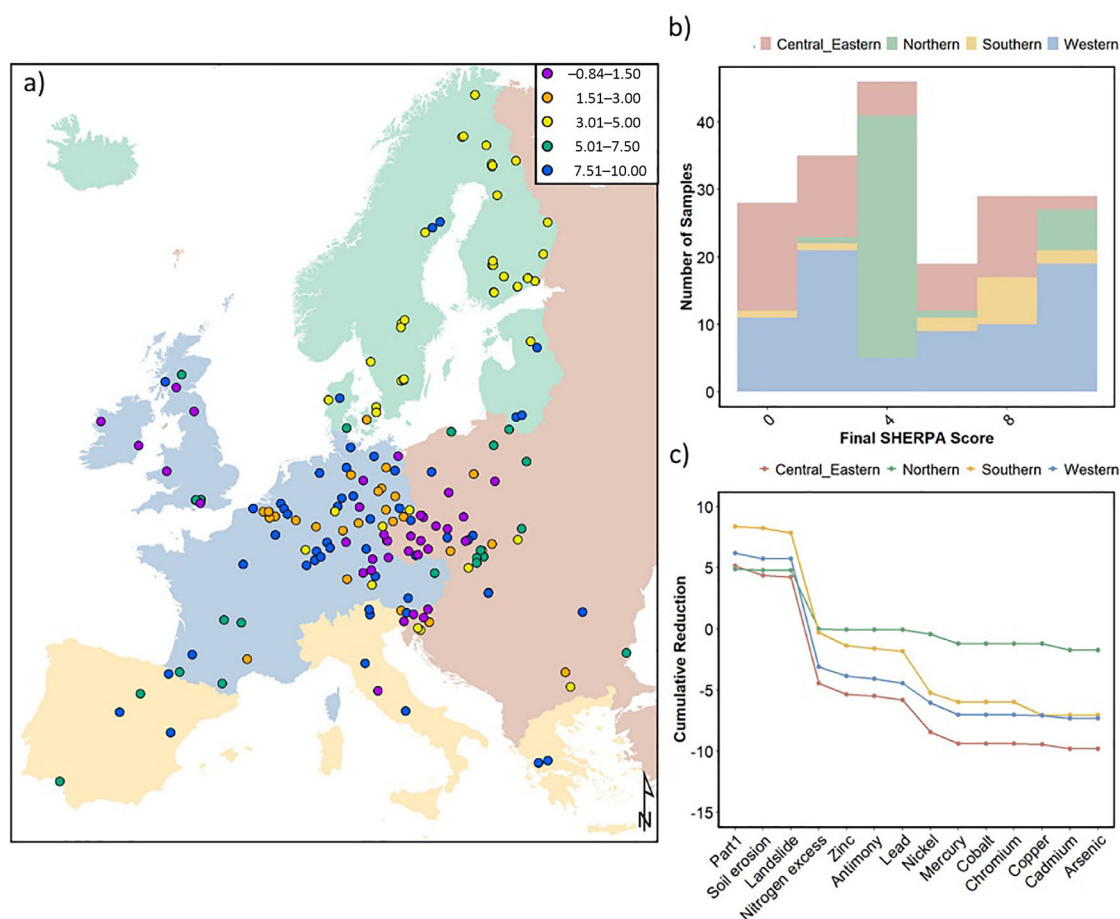 a)
−0.84–1.50
1.51–3.00
3.01–5.00
5.01–7.50
7.51–10.00
N
b)
Central_Eastern Northern Southern Western
Number of Samples
40
30
20
10
0
0 4 8
Final SHERPA Score
c)
Central_Eastern Northern Southern Western
Cumulative Reduction
10
5
0
-5
-10
-15
Part1
Soil erosion
Landslide
Nitrogen excess
Zinc
Antimony
Lead
Nickel
Mercury
Cobalt
Chromium
Copper
Cadmium
Arsenic